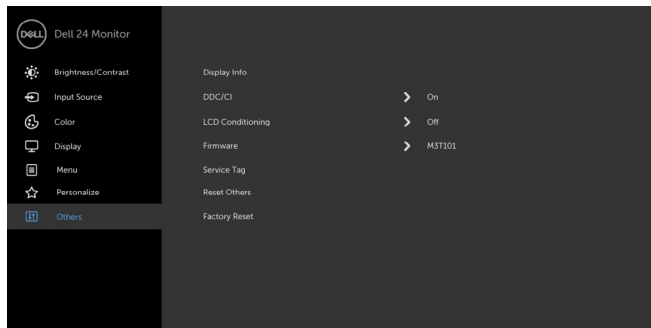 DELL Dell 24 Monitor
Brightness/Contrast Display Info
Input Source DDC/CI On
Color LCD Conditioning Off
Display Firmware M3T101
Menu Service Tag
Personalize Reset Others
Others Factory Reset